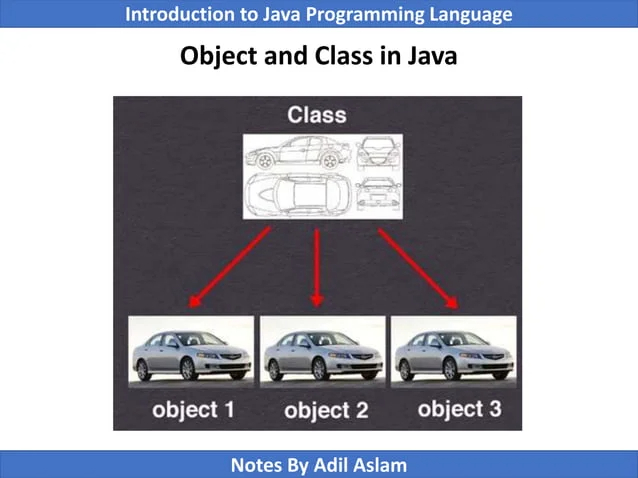 Introduction to Java Programming Language
Object and Class in Java
Class
object 1
object 2
object 3
Notes By Adil Aslam